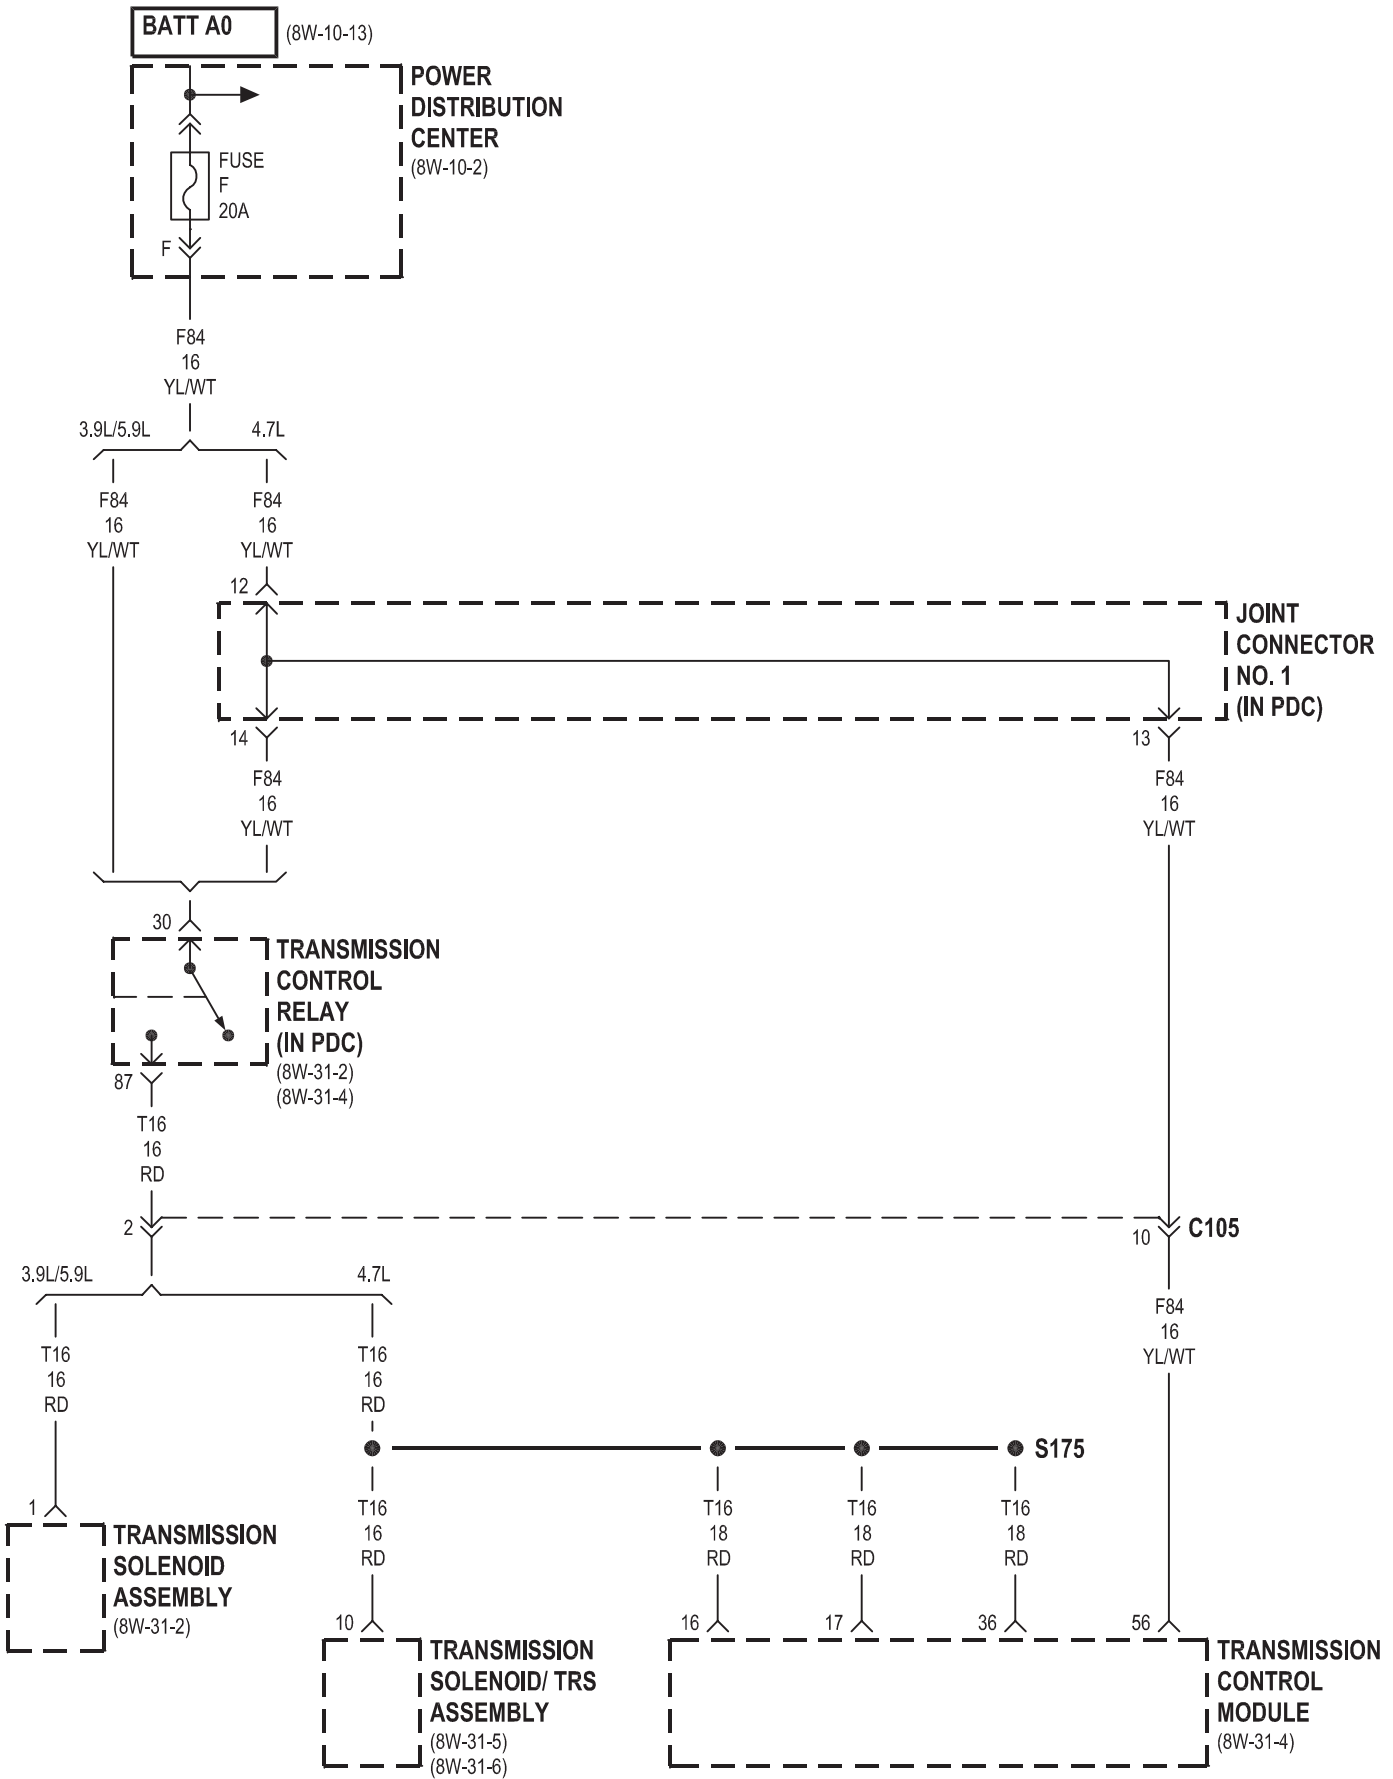 BATT A0
(8W-10-13)
POWER
DISTRIBUTION
CENTER
(8W-10-2)
FUSE
F
20A
F
F84
16
YL/WT
3.9L/5.9L
4.7L
F84
16
YL/WT
F84
16
YL/WT
12
JOINT
CONNECTOR
NO. 1
(IN PDC)
14
13
F84
16
YL/WT
F84
16
YL/WT
30
TRANSMISSION
CONTROL
RELAY
(IN PDC)
(8W-31-2)
(8W-31-4)
87
T16
16
RD
2
10
C105
3.9L/5.9L
4.7L
F84
16
YL/WT
T16
16
RD
T16
16
RD
S175
1
T16
16
RD
T16
18
RD
T16
18
RD
T16
18
RD
TRANSMISSION
SOLENOID
ASSEMBLY
(8W-31-2)
10
16
17
36
56
TRANSMISSION
SOLENOID/ TRS
ASSEMBLY
(8W-31-5)
(8W-31-6)
TRANSMISSION
CONTROL
MODULE
(8W-31-4)